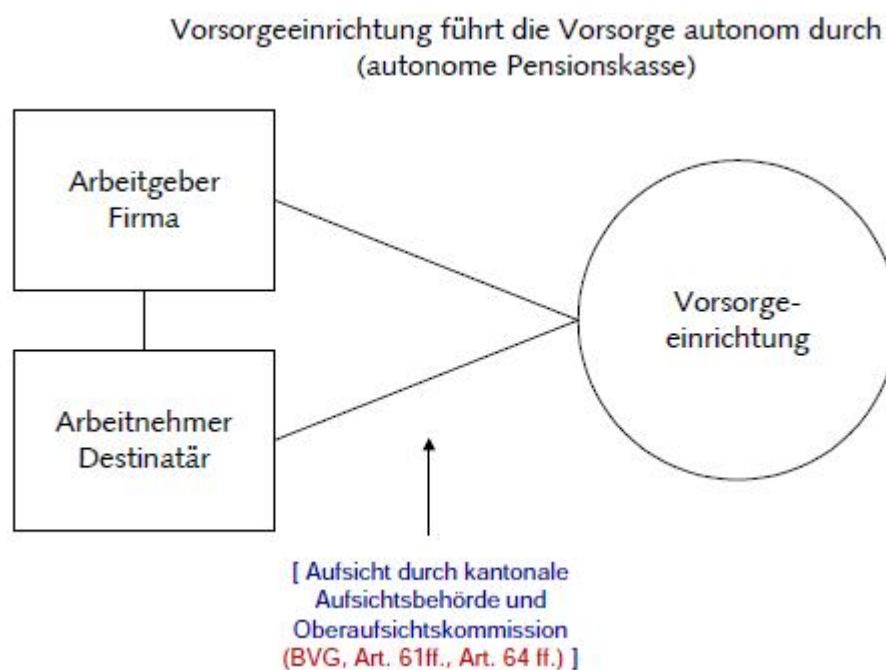 Vorsorgeeinrichtung führt die Vorsorge autonom durch
(autonome Pensionskasse)
Arbeitgeber
Firma
Vorsorge-
einrichtung
Arbeitnehmer
Destinatär
[ Aufsicht durch kantonale
Aufsichtsbehörde und
Oberaufsichtskommission
(BVG, Art. 61ff., Art. 64 ff.) ]